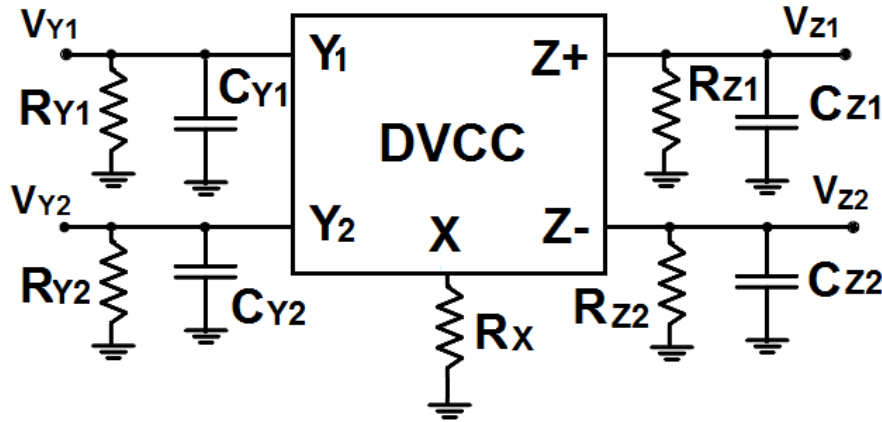 VY1 Y1 Z+ VZ1
RY1 CY1 RZ1 CZ1
DVCC
VY2 Y2 X Z- VZ2
RY2 CY2 RX RZ2 CZ2